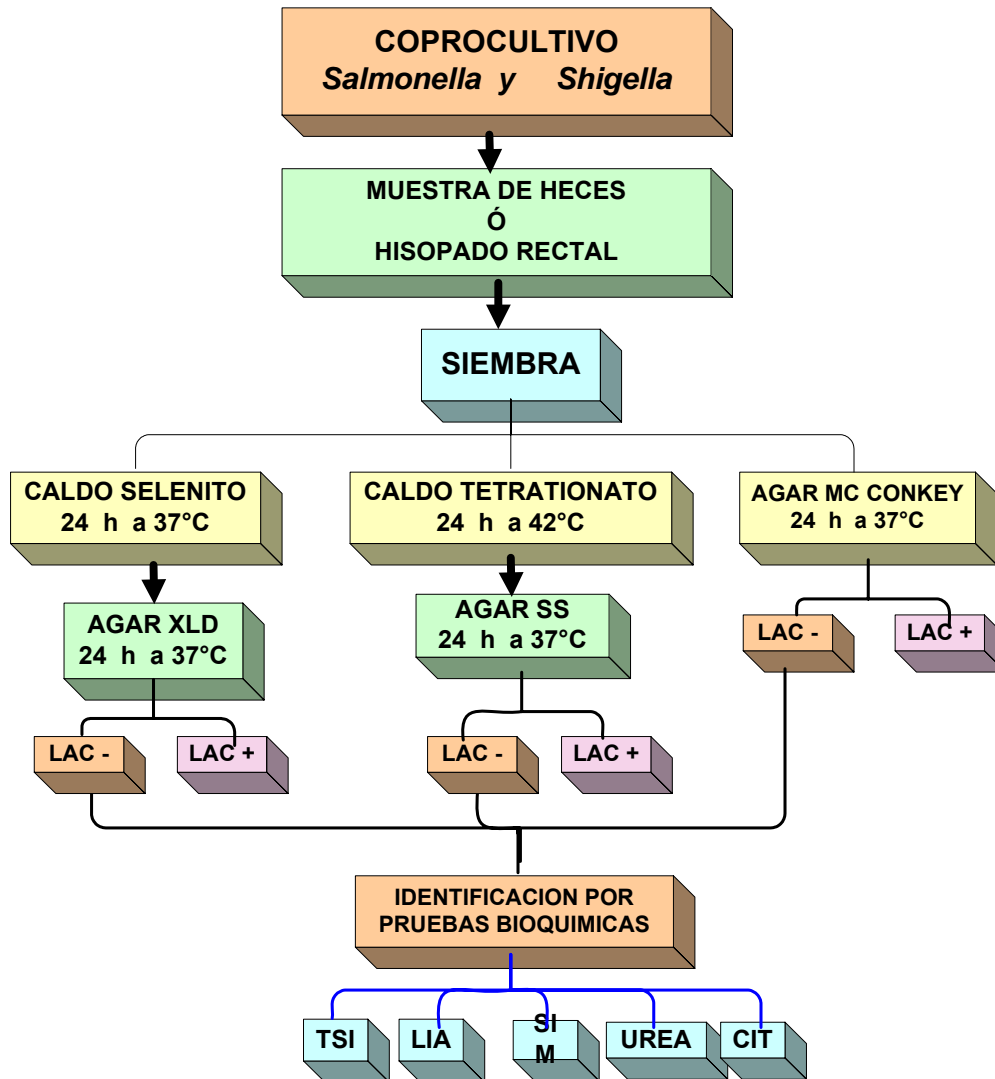 COPROCULTIVO
Salmonella y Shigella
MUESTRA DE HECES
Ó
HISOPADO RECTAL
SIEMBRA
CALDO SELENITO
24 h a 37°C
CALDO TETRATIONATO
24 h a 42°C
AGAR MC CONKEY
24 h a 37°C
AGAR XLD
24 h a 37°C
AGAR SS
24 h a 37°C
LAC -
LAC +
LAC -
LAC +
LAC -
LAC +
IDENTIFICACION POR
PRUEBAS BIOQUIMICAS
TSI
LIA
SI
M
UREA
CIT